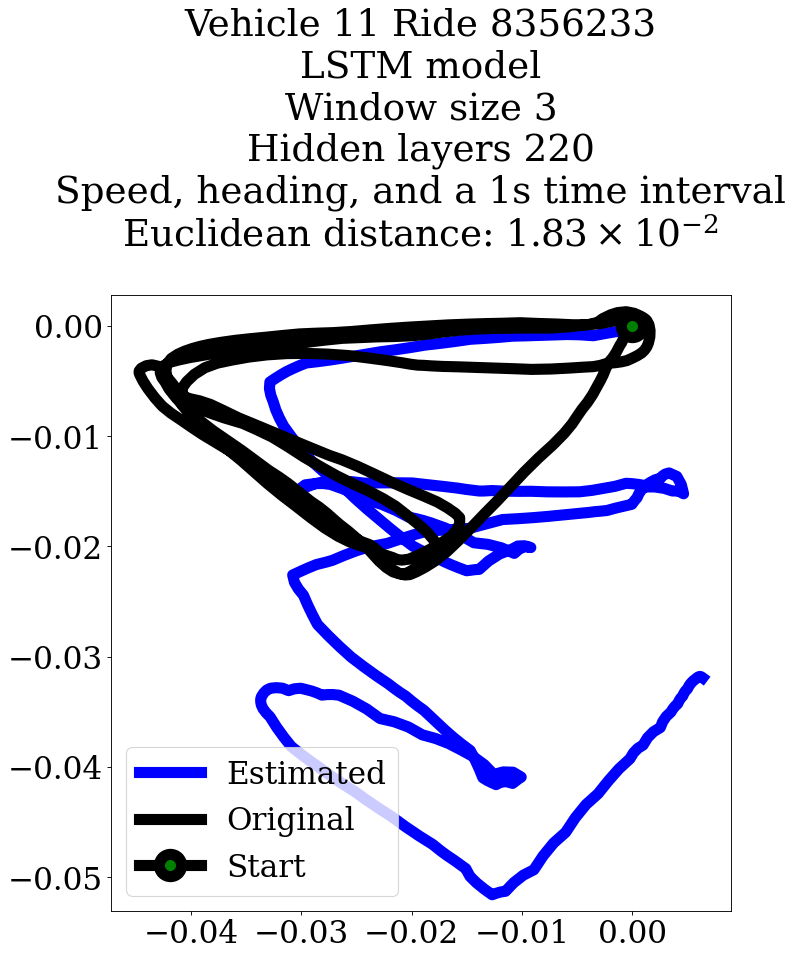 Vehicle 11 Ride 8356233
LSTM model
Window size 3
Hidden layers 220
Speed, heading, and a 1s time interval
Euclidean distance: 1.83 × 10⁻²
0.00
−0.01
−0.02
−0.03
−0.04
−0.05
Estimated
Original
Start
−0.04 −0.03 −0.02 −0.01 0.00